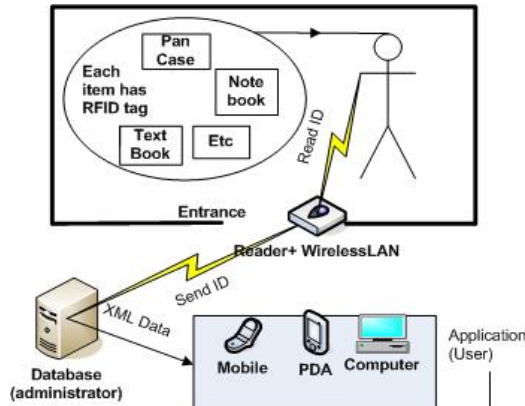 Pan
Case
Each
item has
RFID tag
Note
book
Text
Book
Etc
Read ID
Entrance
Reader+ WirelessLAN
Send ID
XML Data
Database
(administrator)
Mobile
PDA
Computer
Application
(User)